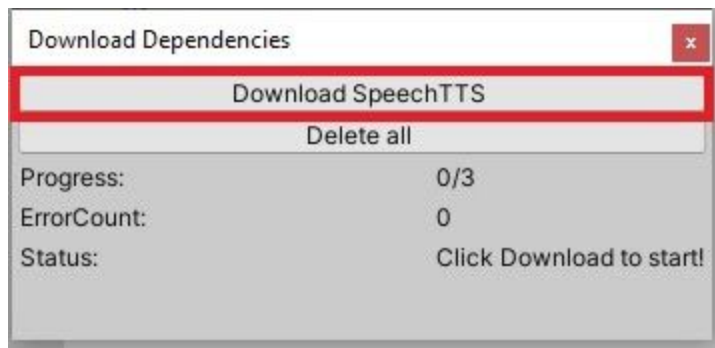 Download Dependencies
x
Download SpeechTTS
Delete all
Progress: 0/3
ErrorCount: 0
Status: Click Download to start!